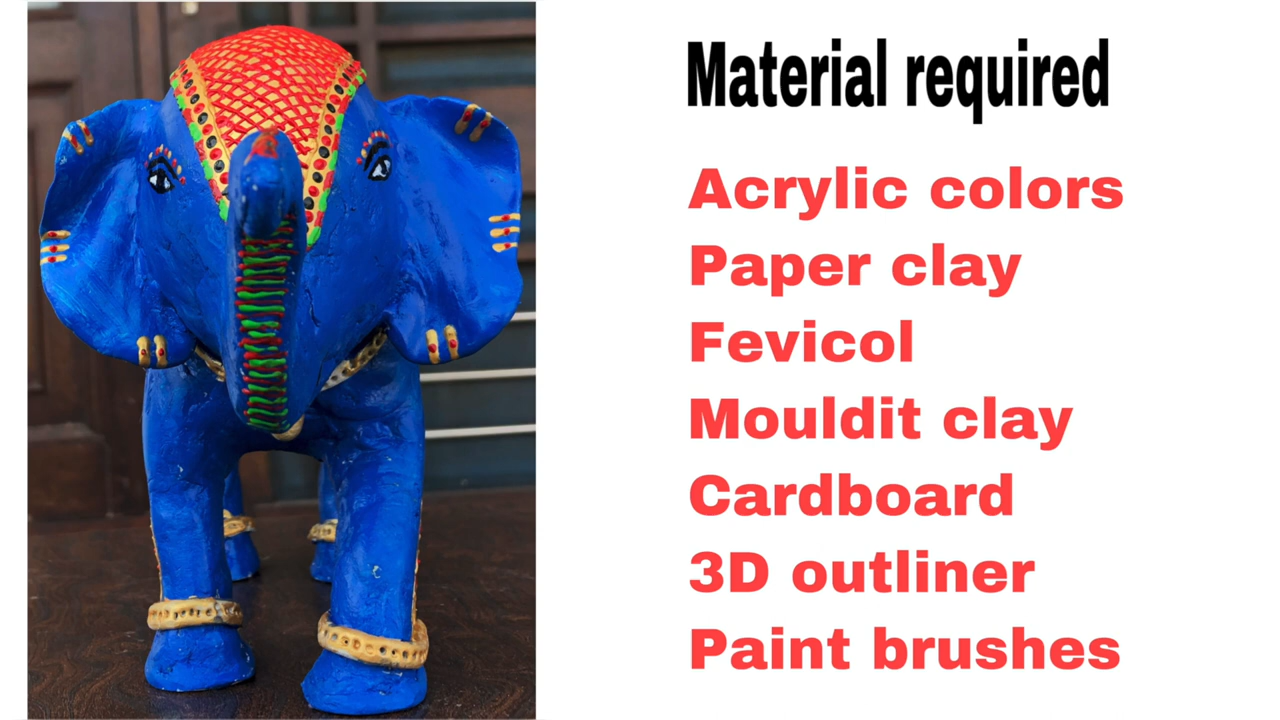 Material required
Acrylic colors
Paper clay
Fevicol
Mouldit clay
Cardboard
3D outliner
Paint brushes